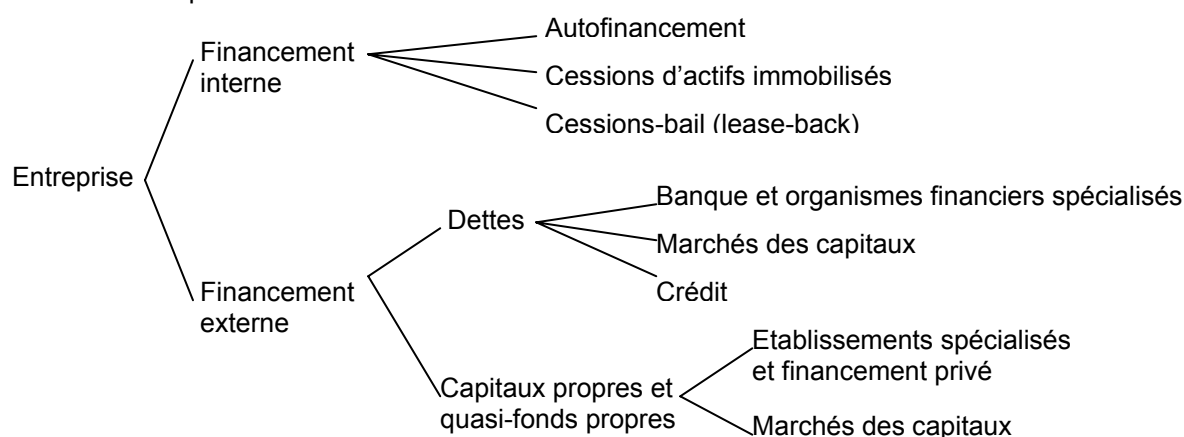 Autofinancement
Financement
interne
Cessions d'actifs immobilisés
Cessions-bail (lease-back)
Entreprise
Banque et organismes financiers spécialisés
Dettes
Marchés des capitaux
Financement
externe
Crédit
Etablissements spécialisés
et financement privé
Capitaux propres et
quasi-fonds propres
Marchés des capitaux